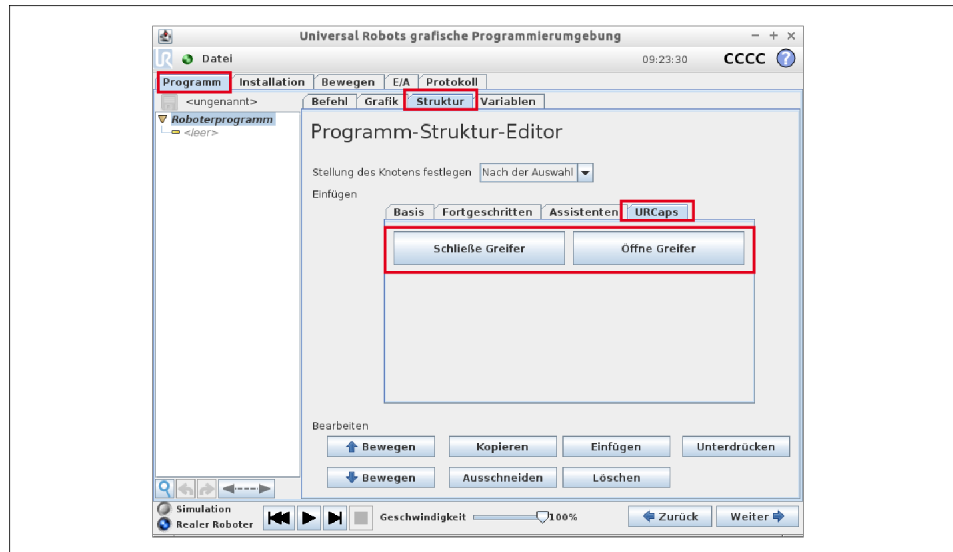 Universal Robots grafische Programmierumgebung
Datei 09:23:30 CCCC ?
Programm Installation Bewegen E/A Protokoll
<ungenannt> Befehl Grafik Struktur Variablen
Roboterprogramm
<leer>
Programm-Struktur-Editor
Stellung des Knotens festlegen Nach der Auswahl
Einfügen
Basis Fortgeschritten Assistenten URCaps
Schließe Greifer Öffne Greifer
Bearbeiten
Bewegen Kopieren Einfügen Unterdrücken
Bewegen Ausschneiden Löschen
Simulation
Realer Roboter
Geschwindigkeit 100% Zurück Weiter